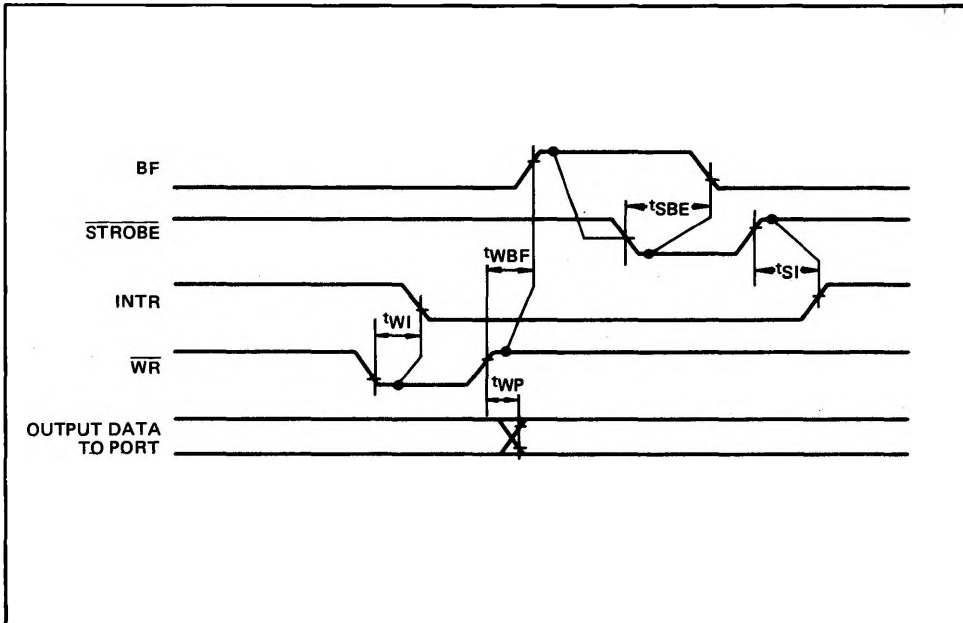 BF
tSBE
STROBE
tWBF
tSI
INTR
tWI
WR
tWP
OUTPUT DATA
TO PORT